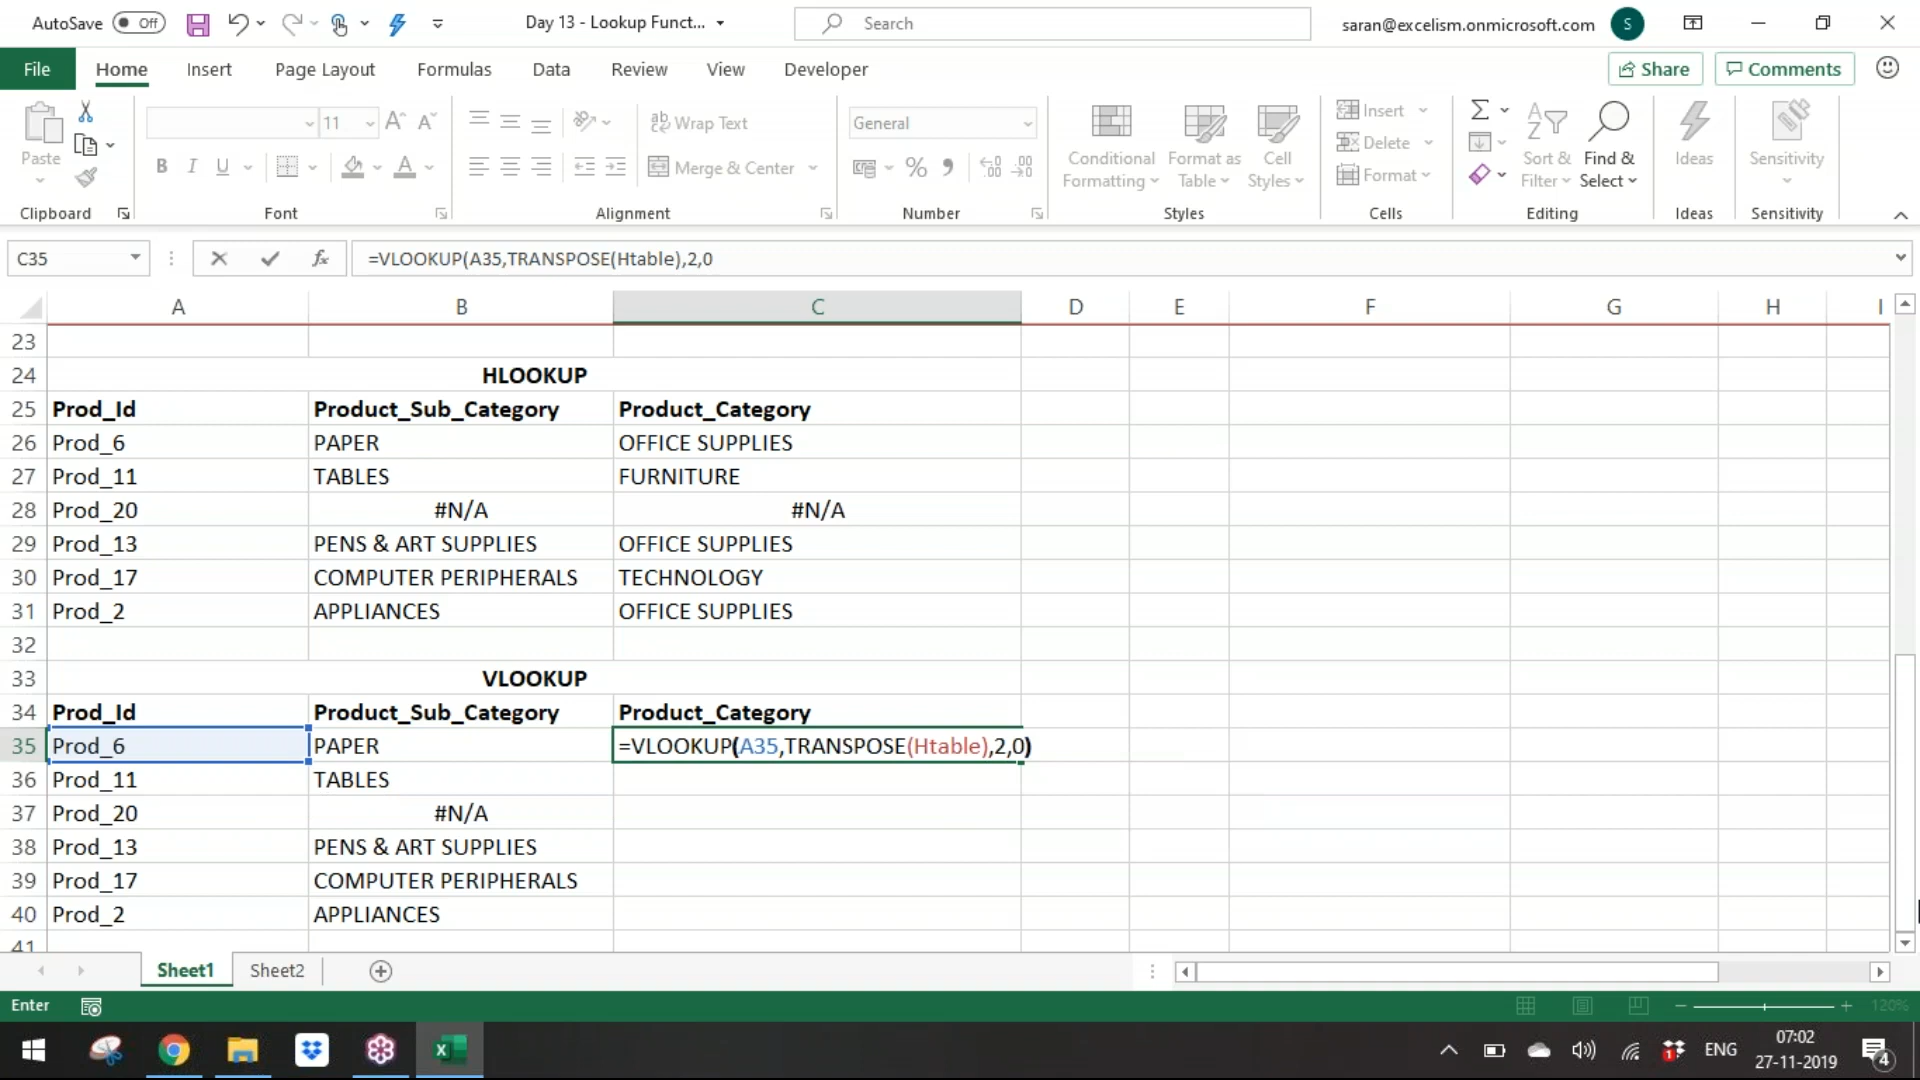 AutoSave Off Day 13 - Lookup Funct... Search saran@excelism.onmicrosoft.com S
File Home Insert Page Layout Formulas Data Review View Developer Share Comments
Paste 11 A A Wrap Text General Conditional Formatting Format as Table Cell Styles Insert Delete Format Sort & Filter Find & Select Ideas Sensitivity
B I U A Merge & Center % 
Clipboard Font Alignment Number Styles Cells Editing Ideas Sensitivity
C35 fx =VLOOKUP(A35,TRANSPOSE(Htable),2,0
A B C D E F G H I
23
24 HLOOKUP
25 Prod_Id Product_Sub_Category Product_Category
26 Prod_6 PAPER OFFICE SUPPLIES
27 Prod_11 TABLES FURNITURE
28 Prod_20 #N/A #N/A
29 Prod_13 PENS & ART SUPPLIES OFFICE SUPPLIES
30 Prod_17 COMPUTER PERIPHERALS TECHNOLOGY
31 Prod_2 APPLIANCES OFFICE SUPPLIES
32
33 VLOOKUP
34 Prod_Id Product_Sub_Category Product_Category
35 Prod_6 PAPER =VLOOKUP(A35,TRANSPOSE(Htable),2,0)
36 Prod_11 TABLES
37 Prod_20 #N/A
38 Prod_13 PENS & ART SUPPLIES
39 Prod_17 COMPUTER PERIPHERALS
40 Prod_2 APPLIANCES
41
Sheet1 Sheet2
Enter 120%
ENG 07:02
27-11-2019 4